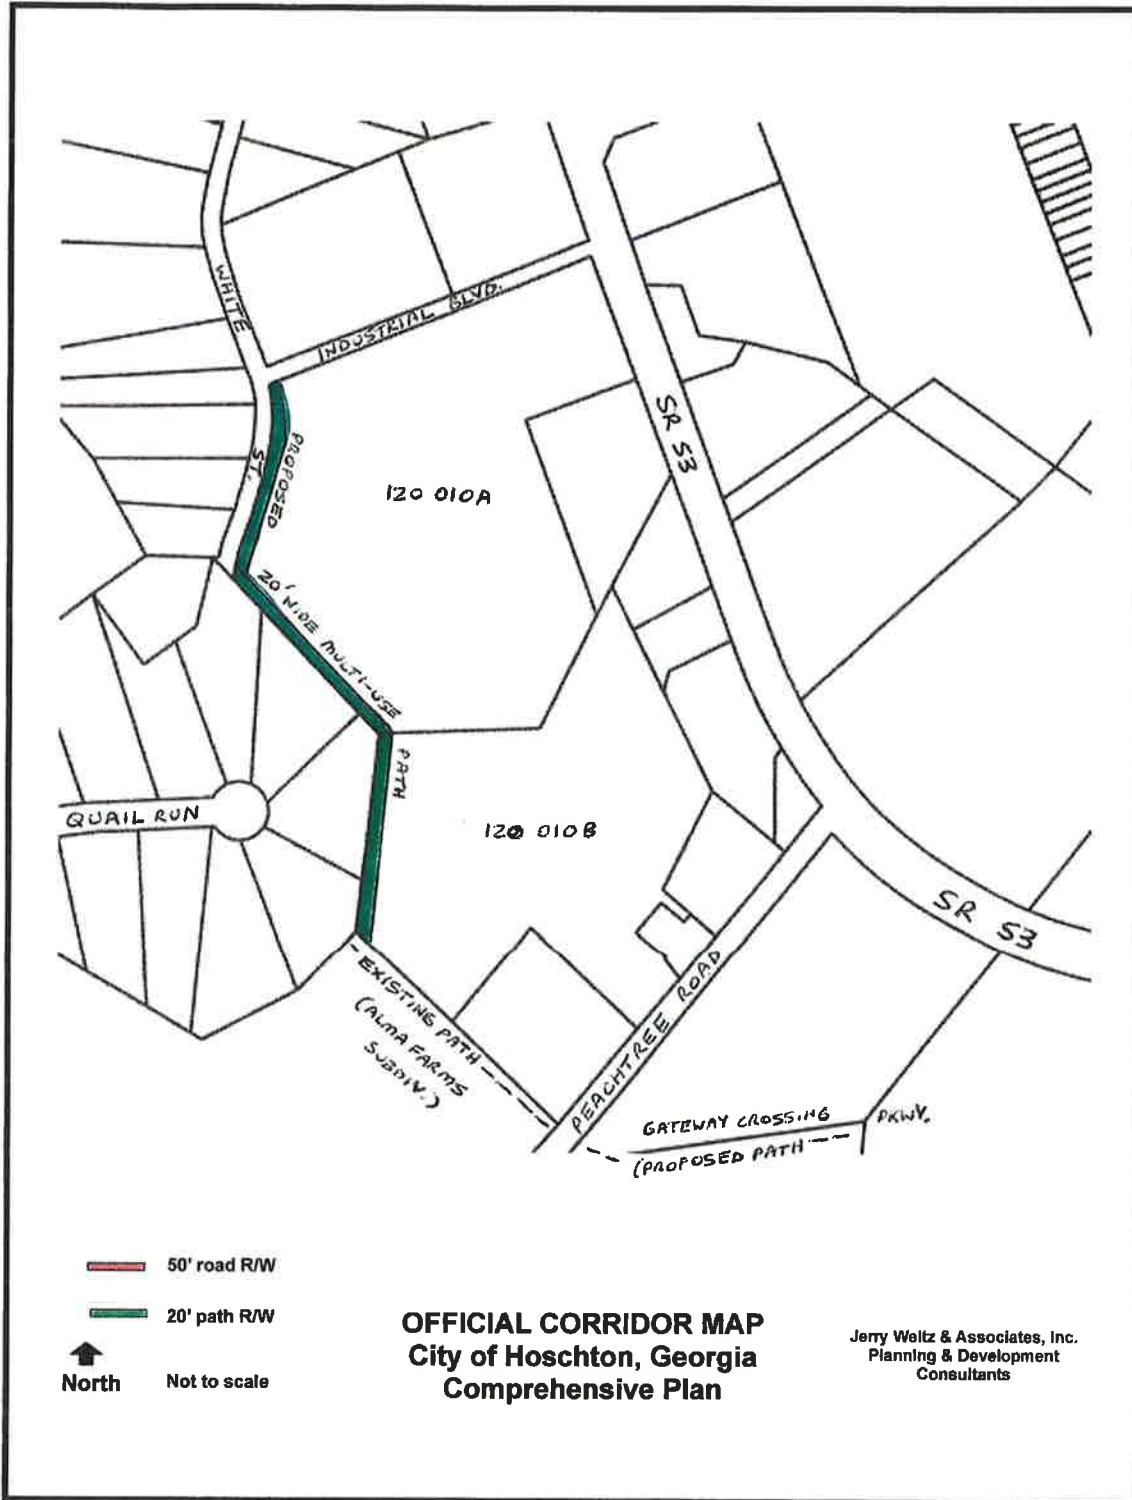 WHITE
ST.
INDUSTRIAL BLVD.
SR 53
PROPOSED
20' WIDE MULTI-USE
PATH
120 010A
120 010B
QUAIL RUN
EXISTING PATH
(ALMA FARMS
SUBDIV.)
PEACHTREE ROAD
SR 53
GATEWAY CROSSING
PKWY.
(PROPOSED PATH
50' road R/W
20' path R/W
North
Not to scale
OFFICIAL CORRIDOR MAP
City of Hoschton, Georgia
Comprehensive Plan
Jerry Weitz & Associates, Inc.
Planning & Development
Consultants